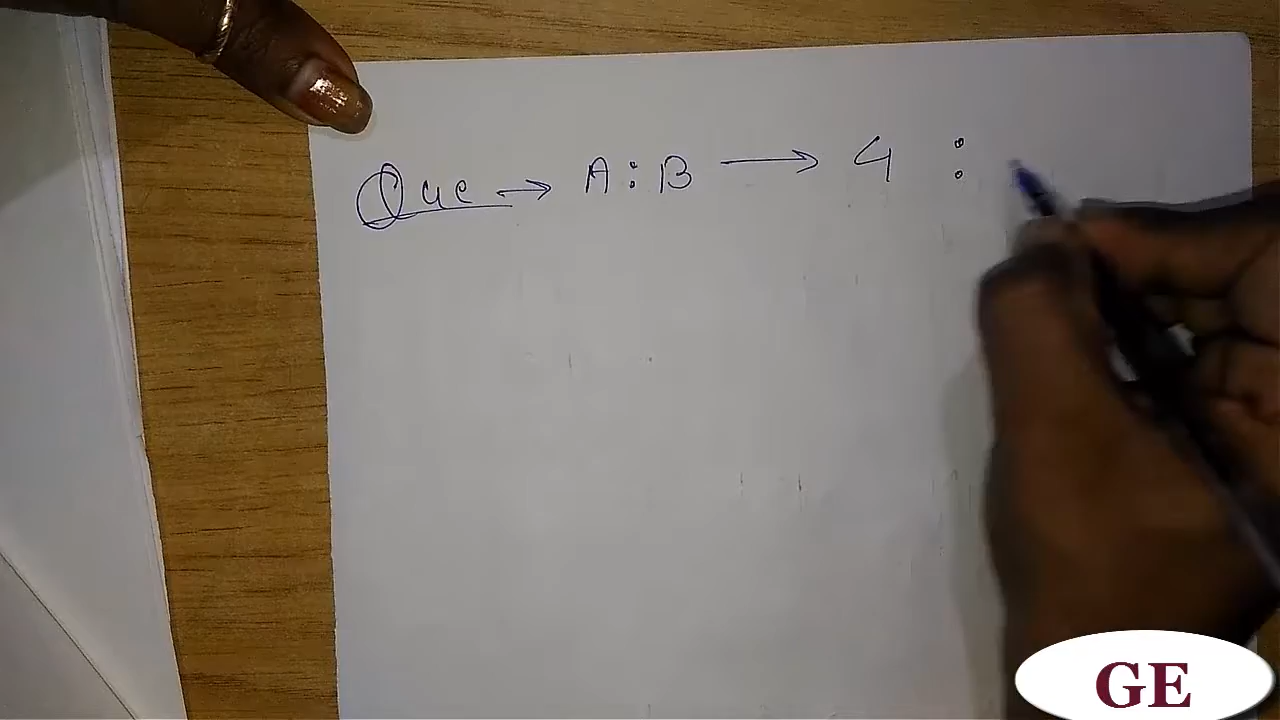 Que → A : B → 4 :
GE